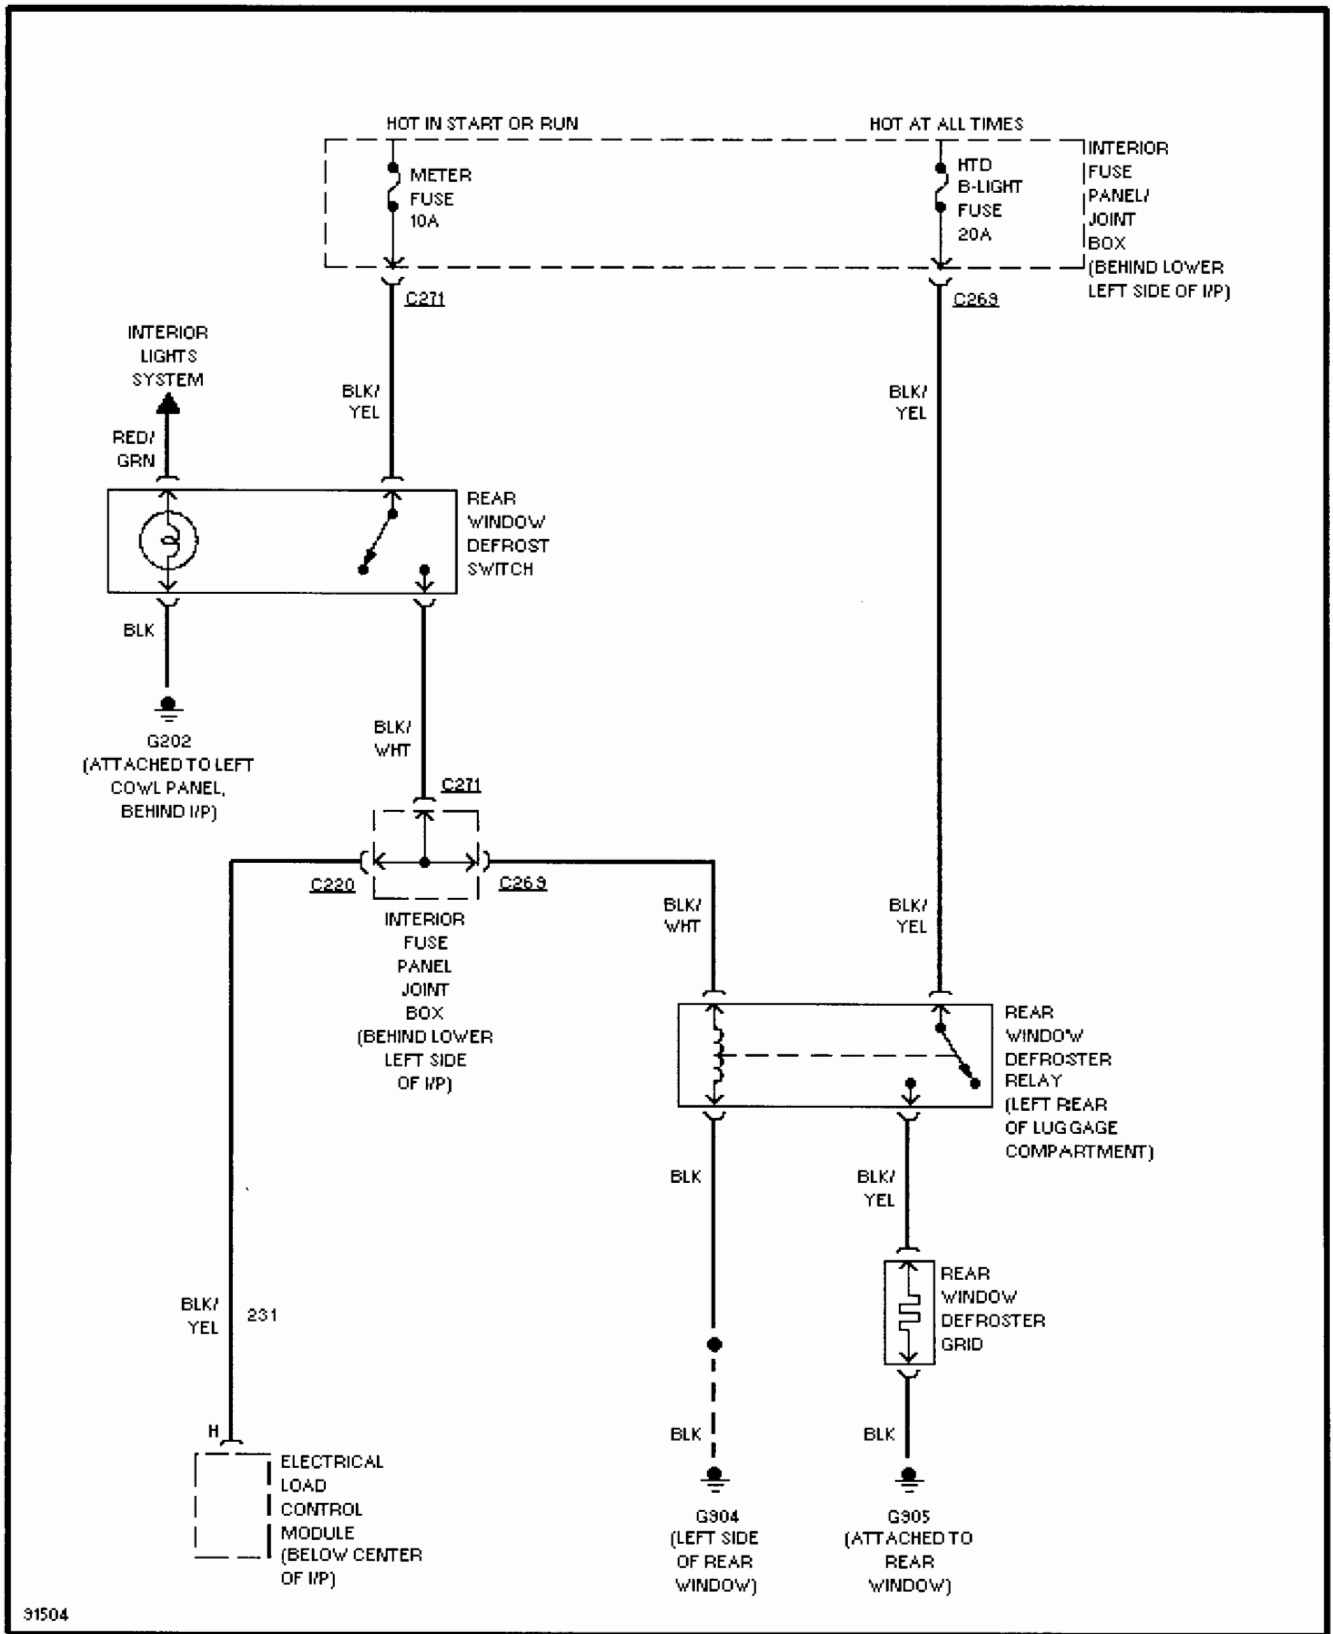 HOT IN START OR RUN
HOT AT ALL TIMES
METER
FUSE
10A
HTD
B-LIGHT
FUSE
20A
INTERIOR
FUSE
PANEL/
JOINT
BOX
(BEHIND LOWER
LEFT SIDE OF I/P)
C271
C269
INTERIOR
LIGHTS
SYSTEM
BLK/
YEL
BLK/
YEL
RED/
GRN
REAR
WINDOW
DEFROST
SWITCH
BLK
BLK/
WHT
G202
(ATTACHED TO LEFT
COWL PANEL,
BEHIND I/P)
C271
C220
C269
INTERIOR
FUSE
PANEL
JOINT
BOX
(BEHIND LOWER
LEFT SIDE
OF I/P)
BLK/
WHT
BLK/
YEL
REAR
WINDOW
DEFROSTER
RELAY
(LEFT REAR
OF LUGGAGE
COMPARTMENT)
BLK
BLK/
YEL
BLK/
YEL
231
REAR
WINDOW
DEFROSTER
GRID
H
BLK
BLK
ELECTRICAL
LOAD
CONTROL
MODULE
(BELOW CENTER
OF I/P)
G904
(LEFT SIDE
OF REAR
WINDOW)
G905
(ATTACHED TO
REAR
WINDOW)
91504